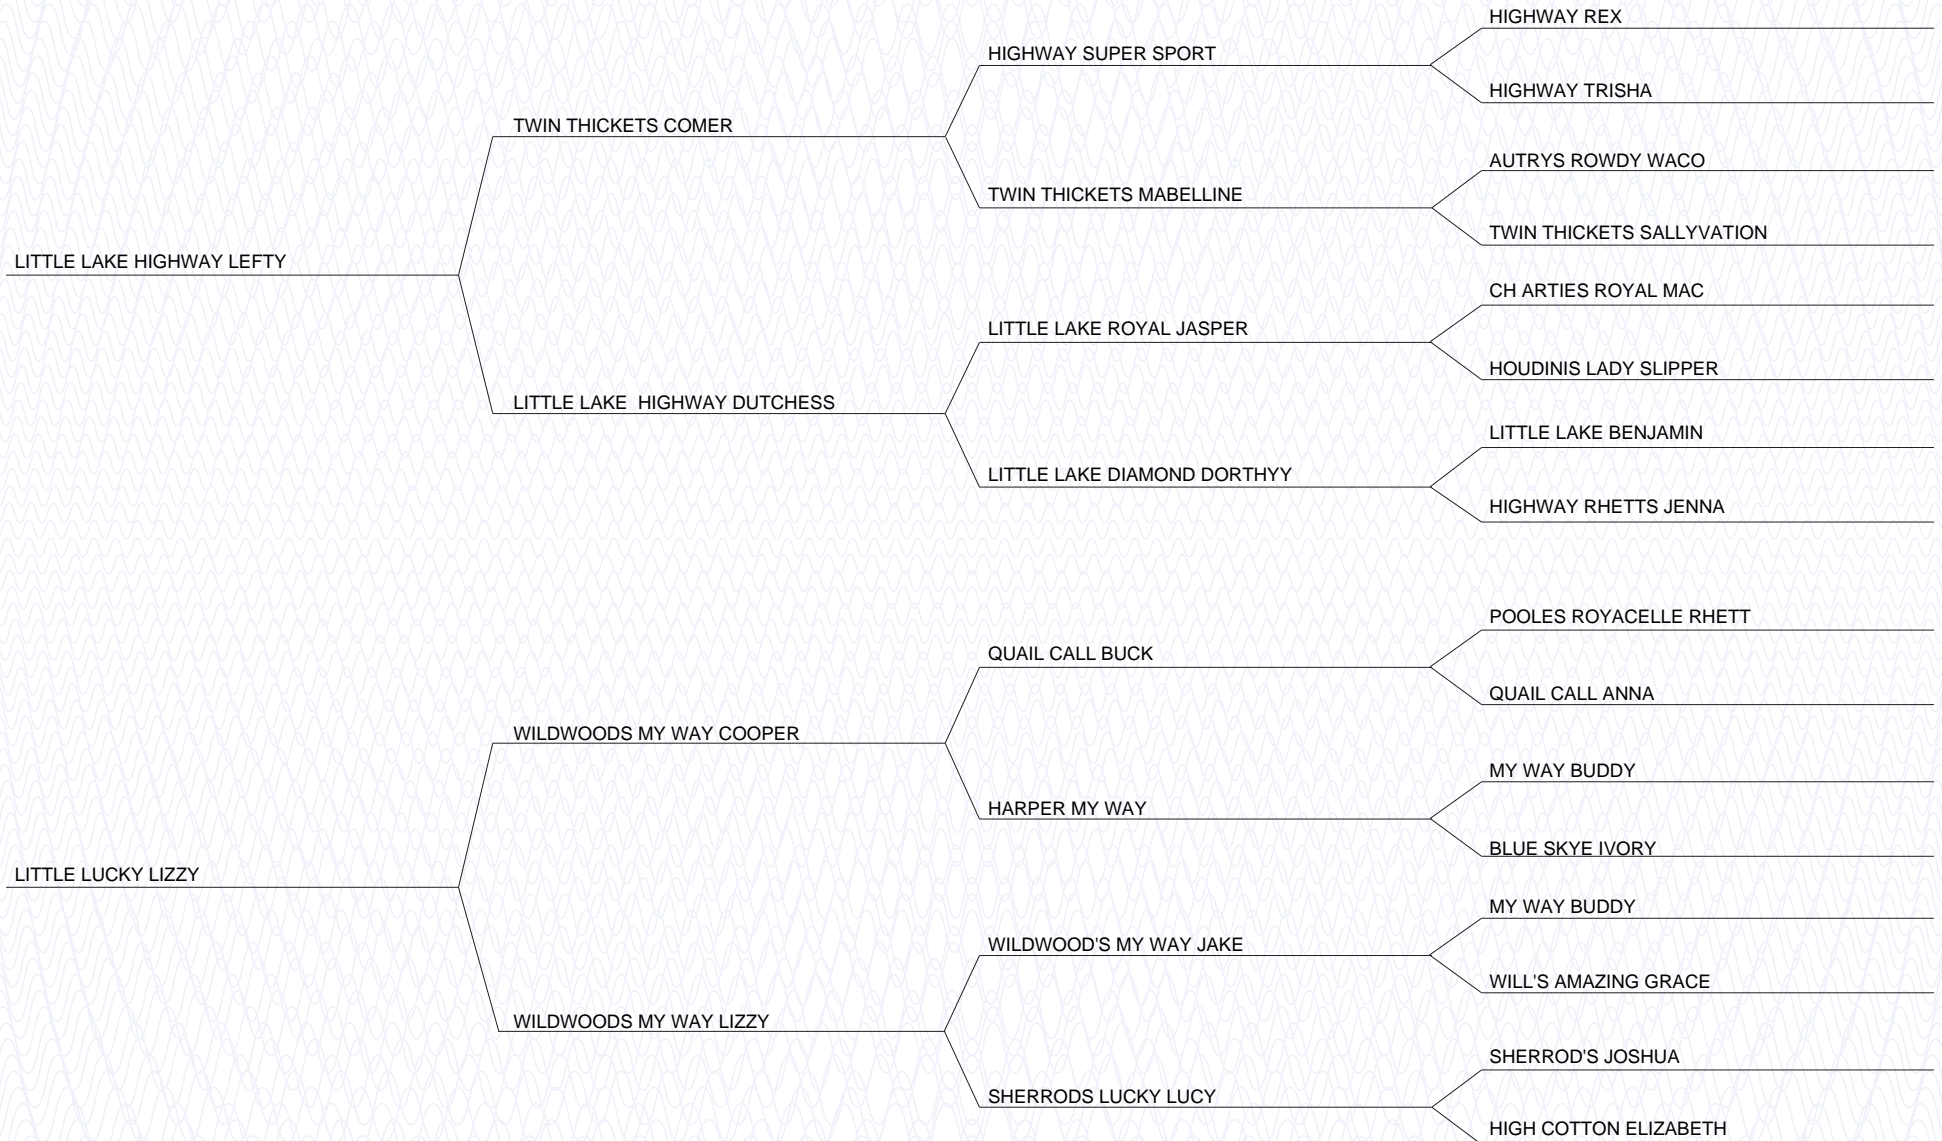 HIGHWAY REX
HIGHWAY SUPER SPORT
HIGHWAY TRISHA
TWIN THICKETS COMER
AUTRYS ROWDY WACO
TWIN THICKETS MABELLINE
TWIN THICKETS SALLYVATION
LITTLE LAKE HIGHWAY LEFTY
CH ARTIES ROYAL MAC
LITTLE LAKE ROYAL JASPER
HOUDINIS LADY SLIPPER
LITTLE LAKE  HIGHWAY DUTCHESS
LITTLE LAKE BENJAMIN
LITTLE LAKE DIAMOND DORTHYY
HIGHWAY RHETTS JENNA
POOLES ROYACELLE RHETT
QUAIL CALL BUCK
QUAIL CALL ANNA
WILDWOODS MY WAY COOPER
MY WAY BUDDY
HARPER MY WAY
BLUE SKYE IVORY
LITTLE LUCKY LIZZY
MY WAY BUDDY
WILDWOOD'S MY WAY JAKE
WILL'S AMAZING GRACE
WILDWOODS MY WAY LIZZY
SHERROD'S JOSHUA
SHERRODS LUCKY LUCY
HIGH COTTON ELIZABETH